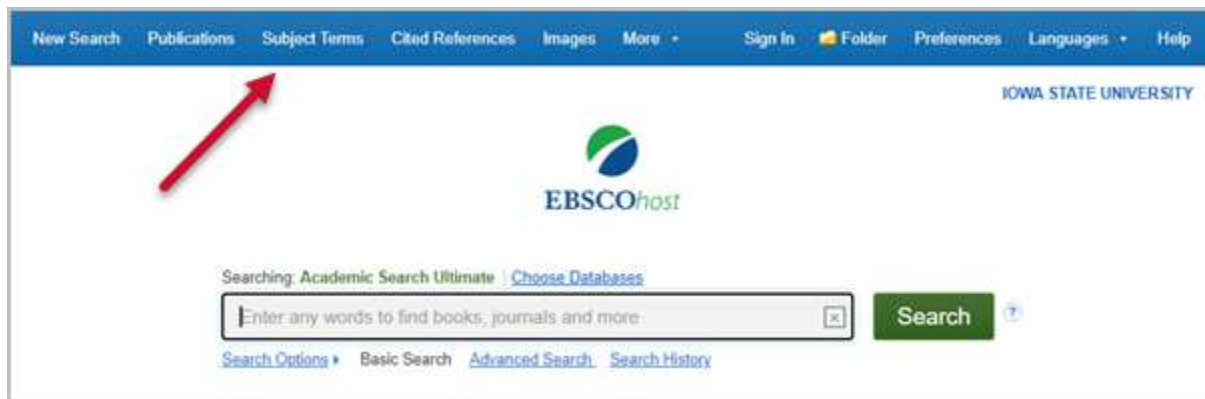 New Search Publications Subject Terms Cited References Images More Sign In Folder Preferences Languages Help
IOWA STATE UNIVERSITY
EBSCOhost
Searching: Academic Search Ultimate | Choose Databases
Enter any words to find books, journals and more
Search
?
Search Options Basic Search Advanced Search Search History